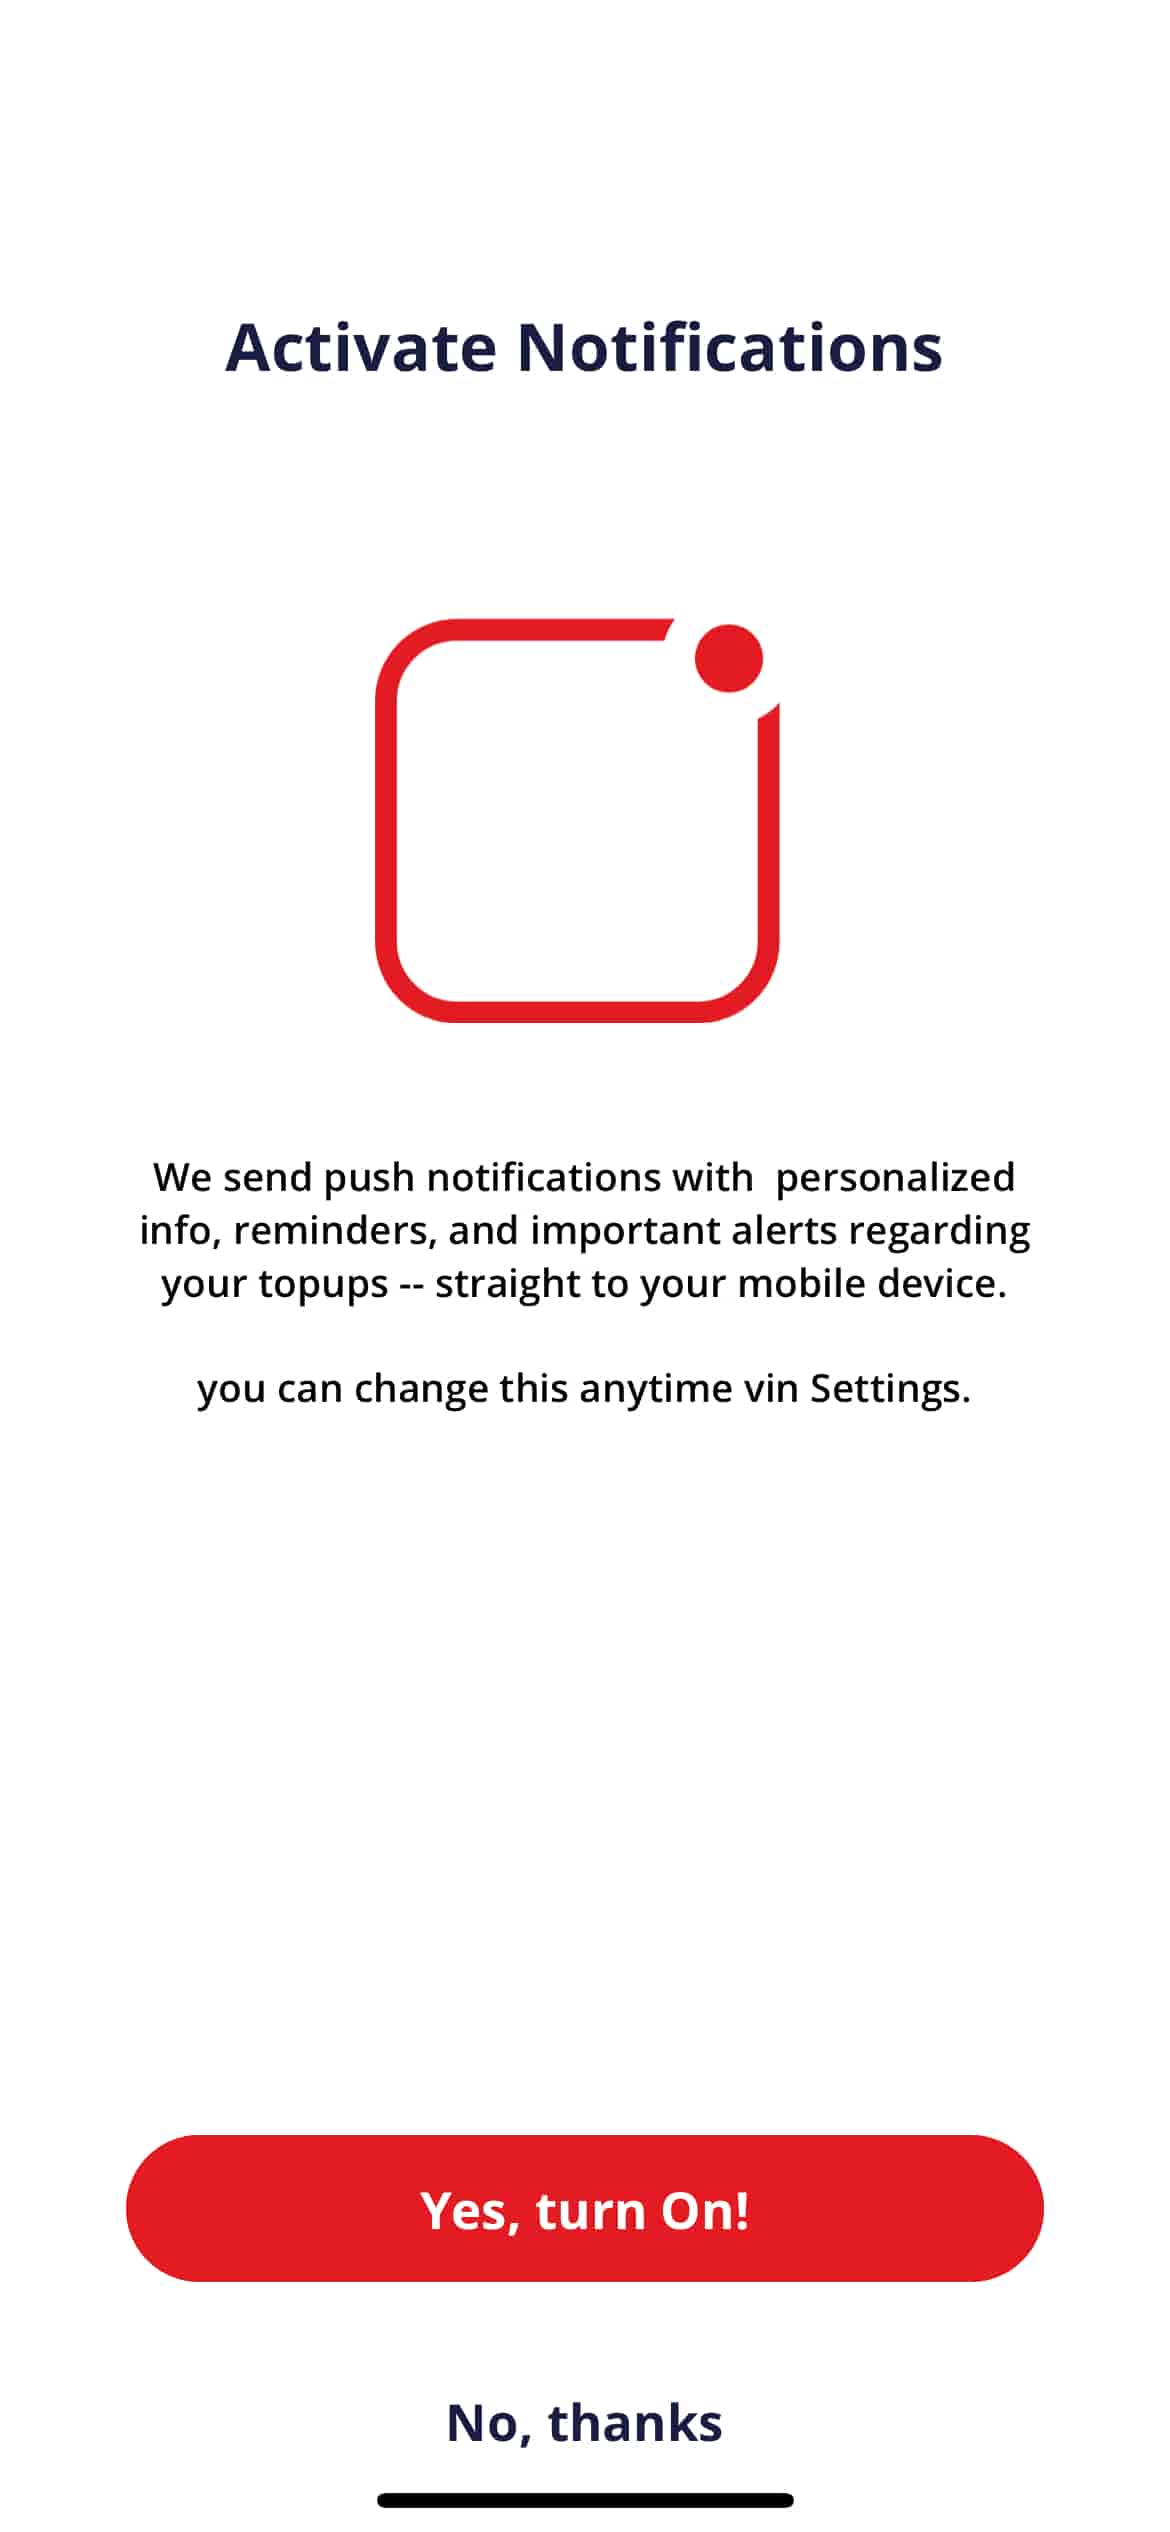 Activate Notifications
We send push notifications with  personalized
info, reminders, and important alerts regarding
your topups -- straight to your mobile device.
you can change this anytime vin Settings.
Yes, turn On!
No, thanks